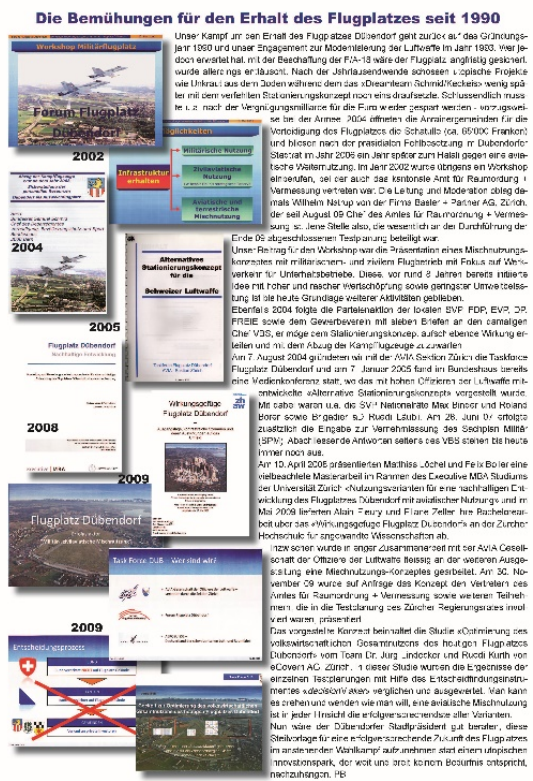 Die Bemühungen für den Erhalt des Flugplatzes seit 1990
Unser Kampf um den Erhalt des Flugplatzes Dübendorf geht zurück auf das Gründungs-
jahr 1990 und unser Engagement zur Modernisierung der Luftwaffe im Jahr 1993. Wer je-
doch erwartet hat, mit der Beschaffung der F/A-18 wäre der Flugplatz langfristig gesichert,
wurde allerdings enttäuscht. Nach der Jahrtausendwende schossen utopische Projekte
wie Unkraut aus dem Boden während dem das «Dreamteam Schmid/Keckeis» wenig spä-
ter mit dem verfehlten Stationierungskonzept noch eins draufsetzte. Schlussendlich musste
u.a. nach der Vergnügungsmilliarde für die Euro wieder gespart werden - vorzugswei-
se bei der Armee. 2004 öffneten die Anrainergemeinden für die
Verteidigung des Flugplatzes die Schatulle (ca. 65'000 Franken)
und bliesen nach der präsidialen Fehlbesetzung im Dübendorfer
Stadtrat im Jahr 2006 ein Jahr später zum Halali gegen eine avia-
tische Weiternutzung. Im Jahr 2002 wurde übrigens ein Workshop
einberufen, bei der auch das kantonale Amt für Raumordnung +
Vermessung vertreten war. Die Leitung und Moderation oblag da-
mals Wilhelm Natrup von der Firma Basler + Partner AG, Zürich,
der seit August 09 Chef des Amtes für Raumordnung + Vermes-
sung ist. Jene Stelle also, die wesentlich an der Durchführung der
Ende 09 abgeschlossenen Testplanung beteiligt war.
Unser Beitrag für den Workshop war die Präsentation eines Mischnutzungs-
konzeptes mit militärischem- und zivilem Flugbetrieb mit Fokus auf Werk-
verkehr für Unterhaltsbetriebe. Diese, vor rund 8 Jahren bereits initiierte
Idee mit hoher und rascher Wertschöpfung sowie geringster Umweltbelas-
tung ist bis heute Grundlage weiterer Aktivitäten geblieben.
Ebenfalls 2004 folgte die Parteienaktion der lokalen SVP, FDP, EVP, DP,
FREIE sowie dem Gewerbeverein mit sieben Briefen an den damaligen
Chef VBS, er möge dem Stationierungskonzept aufschiebende Wirkung er-
teilen und mit dem Abzug der Kampfflugzeuge zuzuwarten
Am 7. August 2004 gründeten wir mit der AVIA Sektion Zürich die Taskforce
Flugplatz Dübendorf und am 7. Januar 2005 fand im Bundeshaus bereits
eine Medienkonferenz statt, wo das mit hohen Offizieren der Luftwaffe mit-
entwickelte «Alternative Stationierungskonzept» vorgestellt wurde.
Mit dabei waren u.a. die SVP Nationalräte Max Binder und Roland
Borer sowie Brigadier aD Ruedi Läubli. Am 28. Juni 07 erfolgte
zusätzlich die Eingabe zur Vernehmlassung des Sachplan Militär
(SPM). Abschliessende Antworten seitens des VBS stehen bis heute
immer noch aus.
Am 10. April 2008 präsentierten Matthias Löchel und Felix Boller eine
vielbeachtete Masterarbeit im Rahmen des Executive MBA Studiums
der Universität Zürich «Nutzungsvarianten für eine nachhaltigen Ent-
wicklung des Flugplatzes Dübendorf mit aviatischer Nutzung» und im
Mai 2009 lieferten Alain Fleury und Eliane Zeller ihre Bachelorar-
beit über das «Wirkungsgefüge Flugplatz Dübendorf» an der Zürcher
Hochschule für angewandte Wissenschaften ab.
Inzwischen wurde in enger Zusammenarbeit mit der AVIA Gesell-
schaft der Offiziere der Luftwaffe fleissig an der weiteren Ausge-
staltung eine Mischnutzungs-Konzeptes gearbeitet. Am 30. No-
vember 09 wurde auf Anfrage das Konzept den Vertretern des
Amtes für Raumordnung + Vermessung sowie weiteren Teilneh-
mern, die in die Testplanung des Zürcher Regierungsrates invol-
viert waren, präsentiert.
Das vorgestellte Konzept beinhaltet die Studie «Optimierung des
volkswirtschaftlichen Gesamtnutzens des heutigen Flugplatzes
Dübendorf» vom Team Dr. Jürg Lindecker und Ruedi Kurth von
eCovern AG, Zürich. In dieser Studie wurden die Ergebnisse der
einzelnen Testplanungen mit Hilfe des Entscheidfindungsinstru-
mentes «decisionMaker» verglichen und ausgewertet. Man kann
es drehen und wenden wie man will, eine aviatische Mischnutzung
ist in jeder Hinsicht die erfolgversprechendste aller Varianten.
Nun wäre der Dübendorfer Stadtpräsident gut beraten, diese
Steilvorlage für eine erfolgversprechende Zukunft des Flugplatzes
im anstehenden Wahlkampf aufzunehmen statt einem utopischen
Innovationspark, der weit und breit keinem Bedürfnis entspricht,
nachzuhängen. PB
Workshop Militärflugplatz
Forum Flugplatz
Dübendorf
2002
Infrastruktur
erhalten
Militärische Nutzung
Zivilaviatische
Nutzung
Aviatische und
terrestrische
Mischnutzung
2004
Alternatives
Stationierungskonzept
für die
Schweizer Luftwaffe
2005
Flugplatz Dübendorf
Nachhaltige Entwicklung
2008
zhaw
Wirkungsgefüge
Flugplatz Dübendorf
2009
Flugplatz Dübendorf
Task Force DUB – Wer sind wir?
2009
Entscheidungsprozess